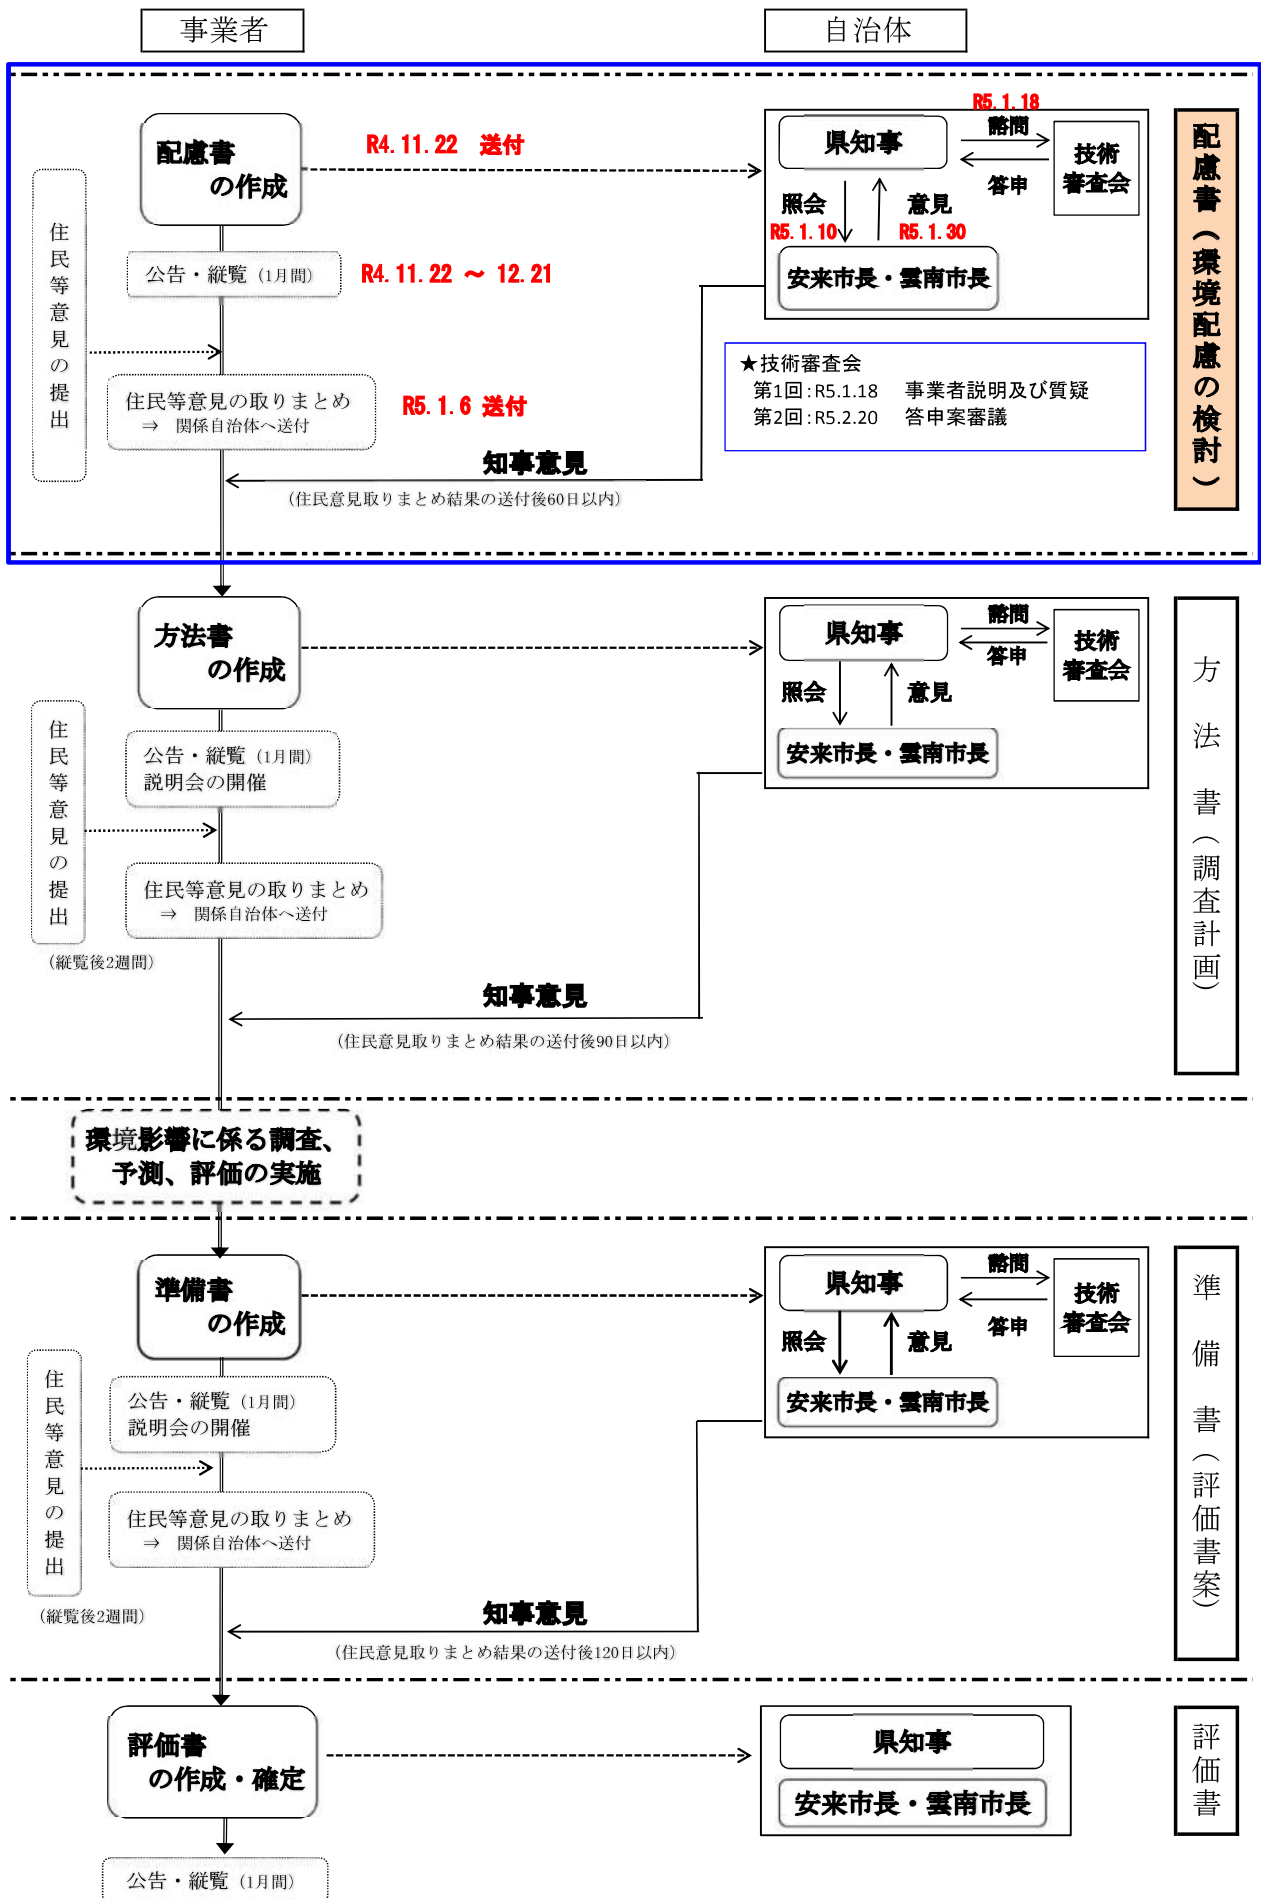 事業者
自治体
配慮書
の作成
R4.11.22 送付
R5.1.18
県知事
諮問
答申
技術
審査会
照会
意見
R5.1.10
R5.1.30
安来市長・雲南市長
住民等意見の提出
公告・縦覧（1月間）
R4.11.22 ～ 12.21
住民等意見の取りまとめ
⇒ 関係自治体へ送付
R5.1.6 送付
★技術審査会
第1回:R5.1.18 事業者説明及び質疑
第2回:R5.2.20 答申案審議
知事意見
（住民意見取りまとめ結果の送付後60日以内）
配慮書（環境配慮の検討）
方法書
の作成
県知事
諮問
答申
技術
審査会
照会
意見
安来市長・雲南市長
住民等意見の提出
（縦覧後2週間）
公告・縦覧（1月間）
説明会の開催
住民等意見の取りまとめ
⇒ 関係自治体へ送付
知事意見
（住民意見取りまとめ結果の送付後90日以内）
方法書（調査計画）
環境影響に係る調査、
予測、評価の実施
準備書
の作成
県知事
諮問
答申
技術
審査会
照会
意見
安来市長・雲南市長
住民等意見の提出
（縦覧後2週間）
公告・縦覧（1月間）
説明会の開催
住民等意見の取りまとめ
⇒ 関係自治体へ送付
知事意見
（住民意見取りまとめ結果の送付後120日以内）
準備書（評価書案）
評価書
の作成・確定
県知事
安来市長・雲南市長
評価書
公告・縦覧（1月間）